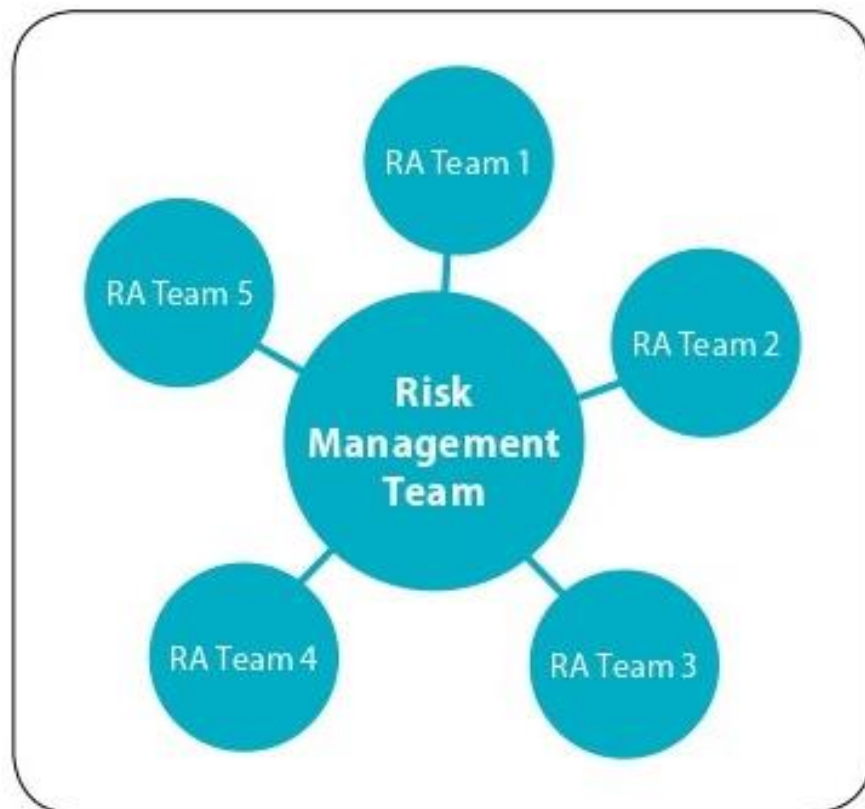 RA Team 1
RA Team 5
RA Team 2
Risk
Management
Team
RA Team 4
RA Team 3